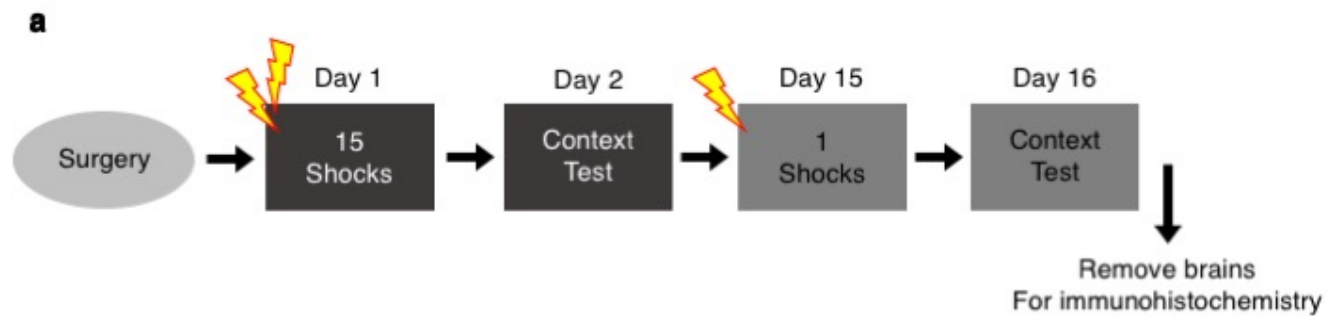 a
Surgery
Day 1
15
Shocks
Day 2
Context
Test
Day 15
1
Shocks
Day 16
Context
Test
Remove brains
For immunohistochemistry